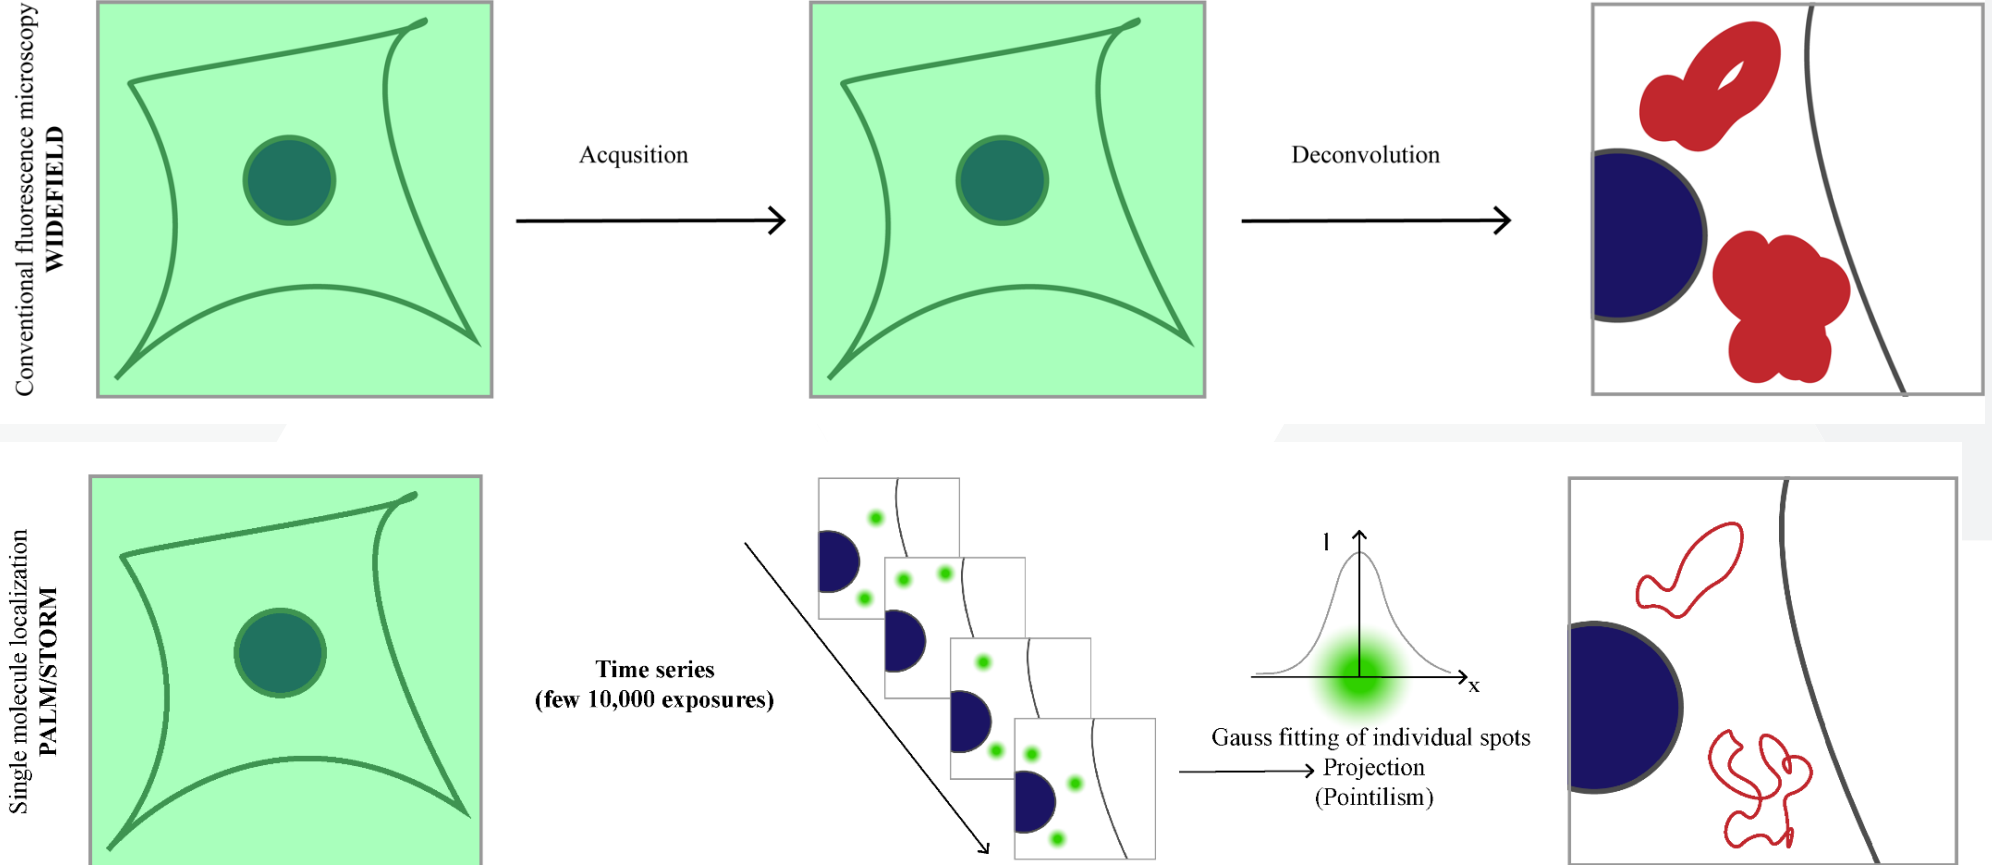 Conventional fluorescence microscopy
WIDEFIELD
Acqusition
Deconvolution
Single molecule localization
PALM/STORM
Time series
(few 10,000 exposures)
I
x
Gauss fitting of individual spots
Projection
(Pointilism)